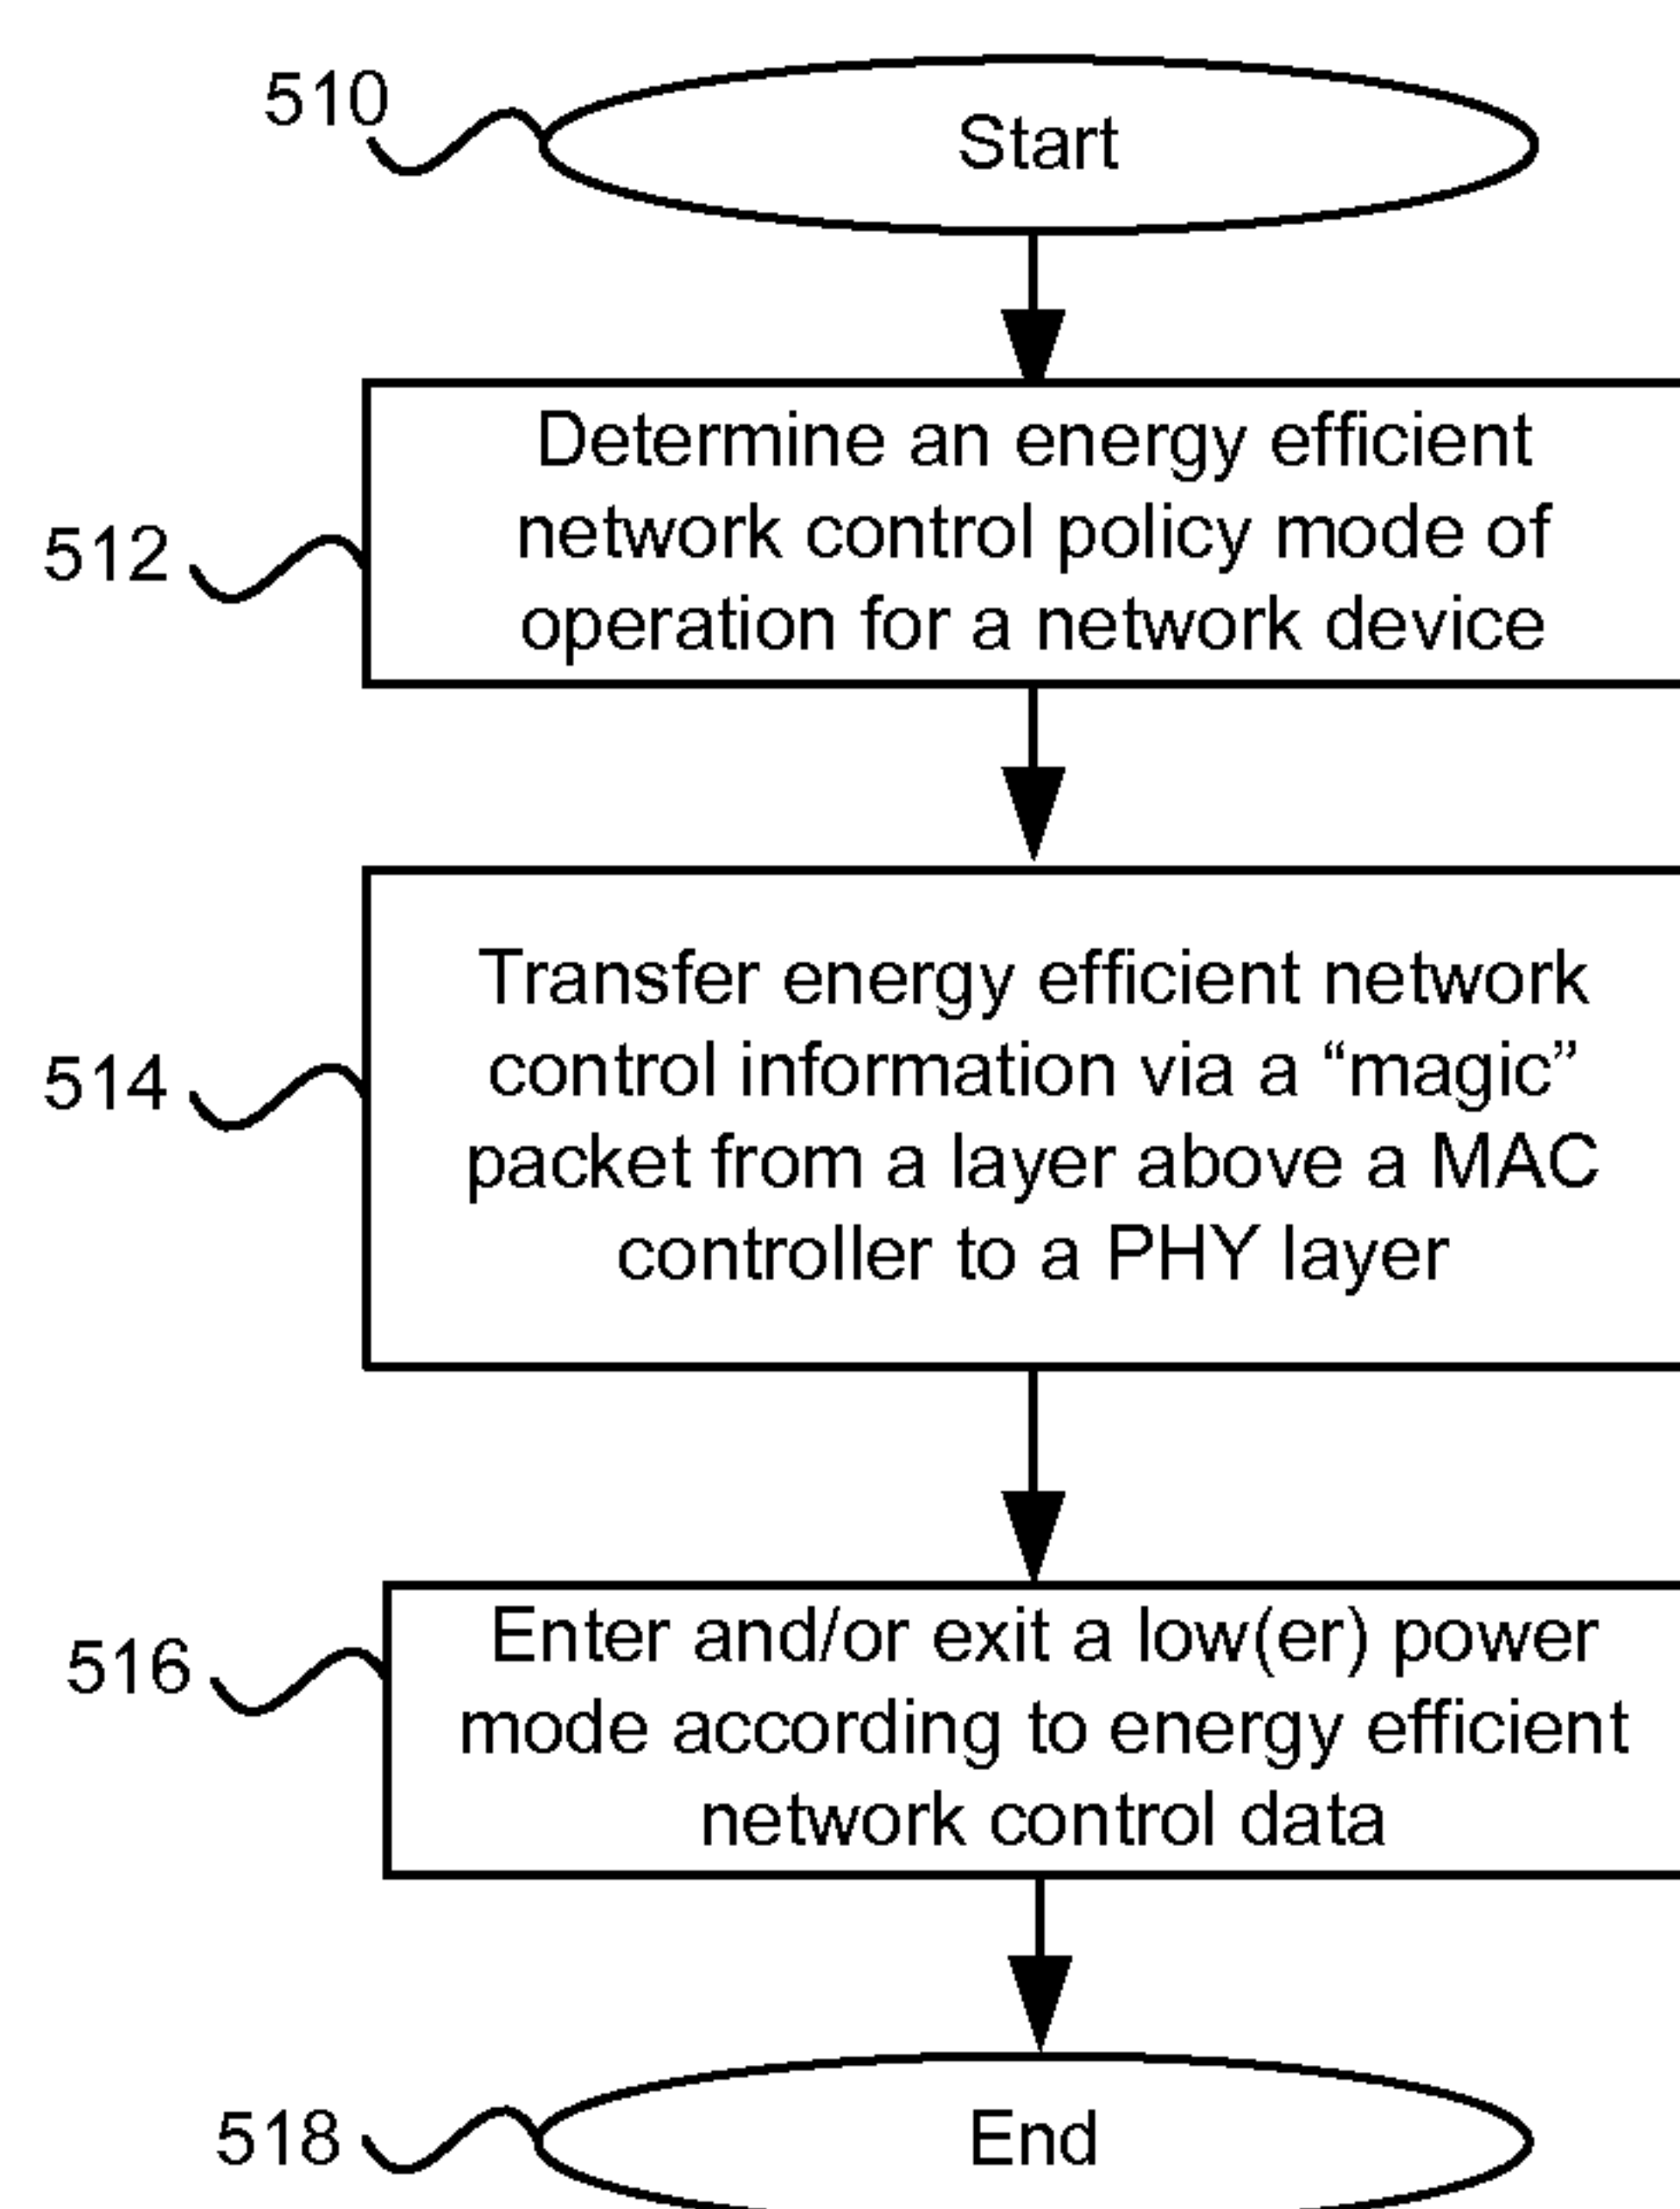 510
Start
512
Determine an energy efficient
network control policy mode of
operation for a network device
514
Transfer energy efficient network
control information via a “magic”
packet from a layer above a MAC
controller to a PHY layer
516
Enter and/or exit a low(er) power
mode according to energy efficient
network control data
518
End